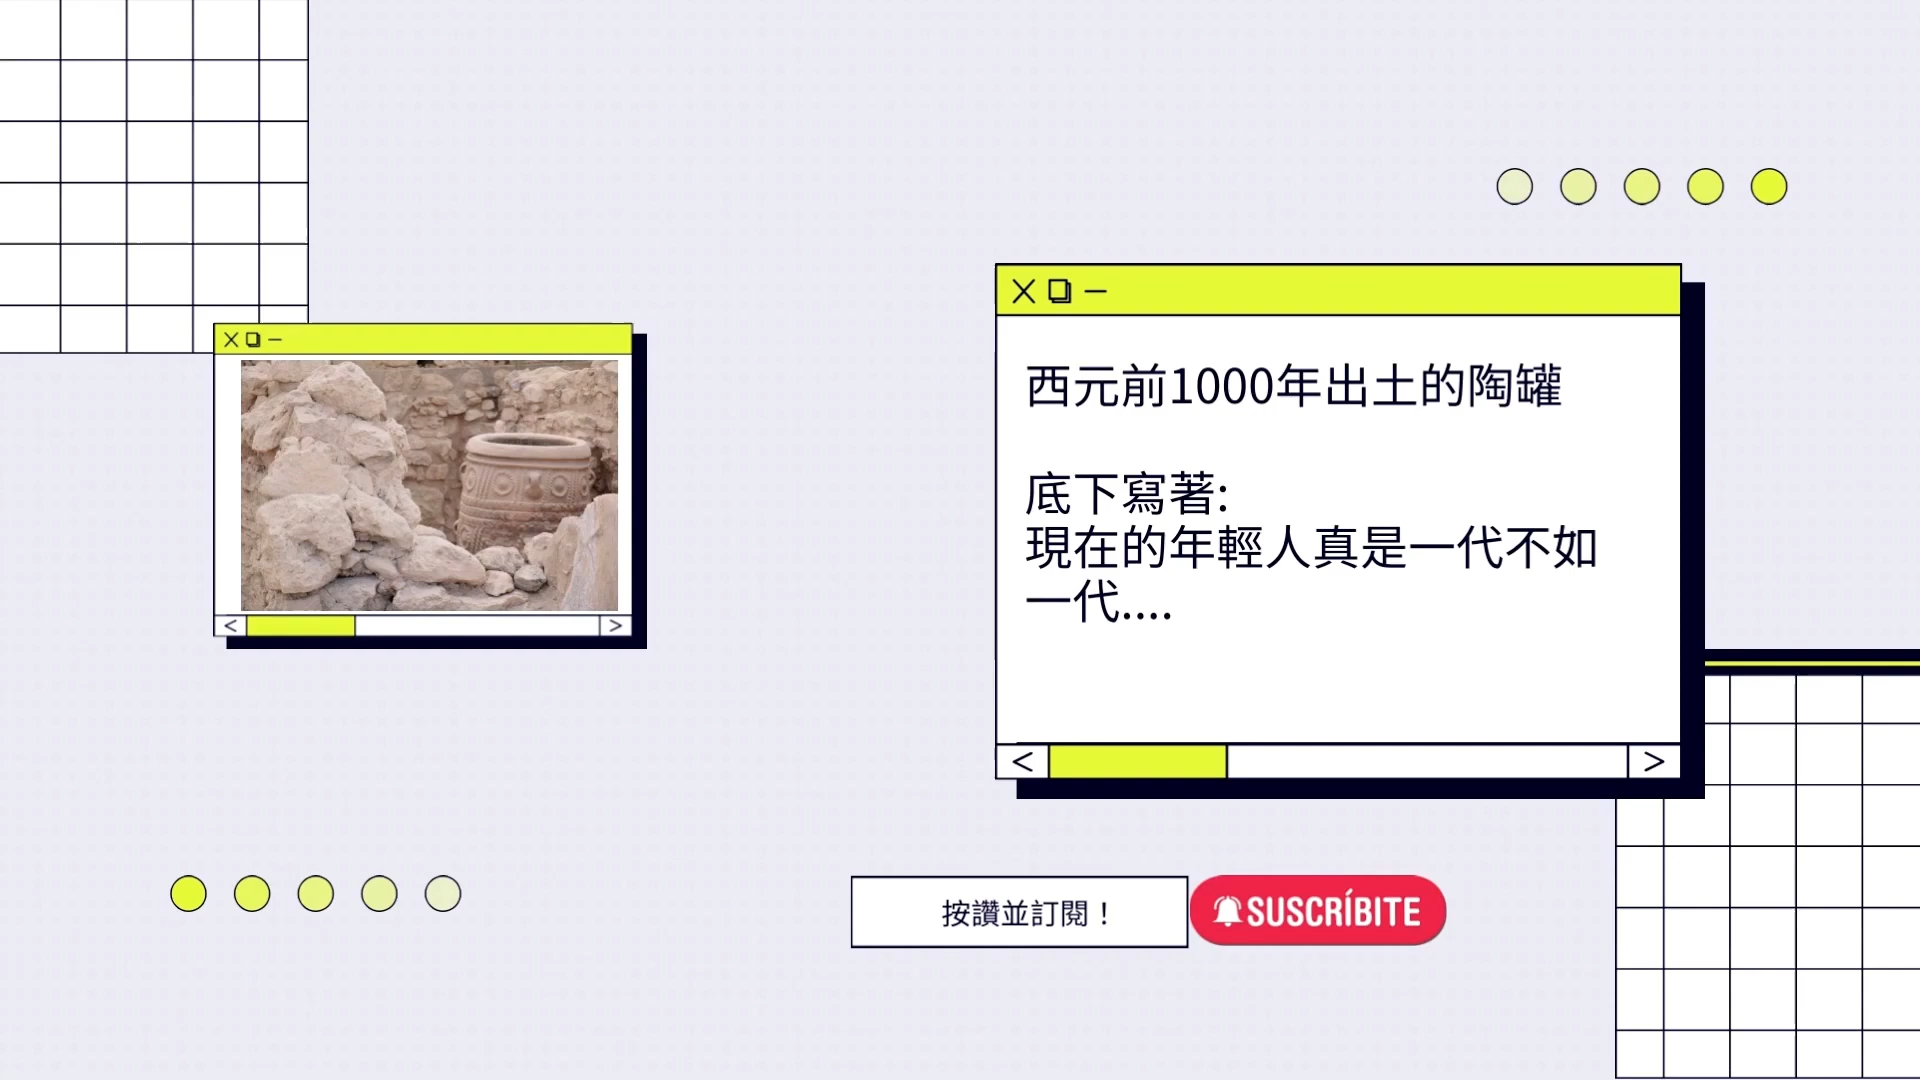 西元前1000年出土的陶罐
底下寫著:
現在的年輕人真是一代不如
一代....
按讚並訂閱！
SUSCRÍBITE